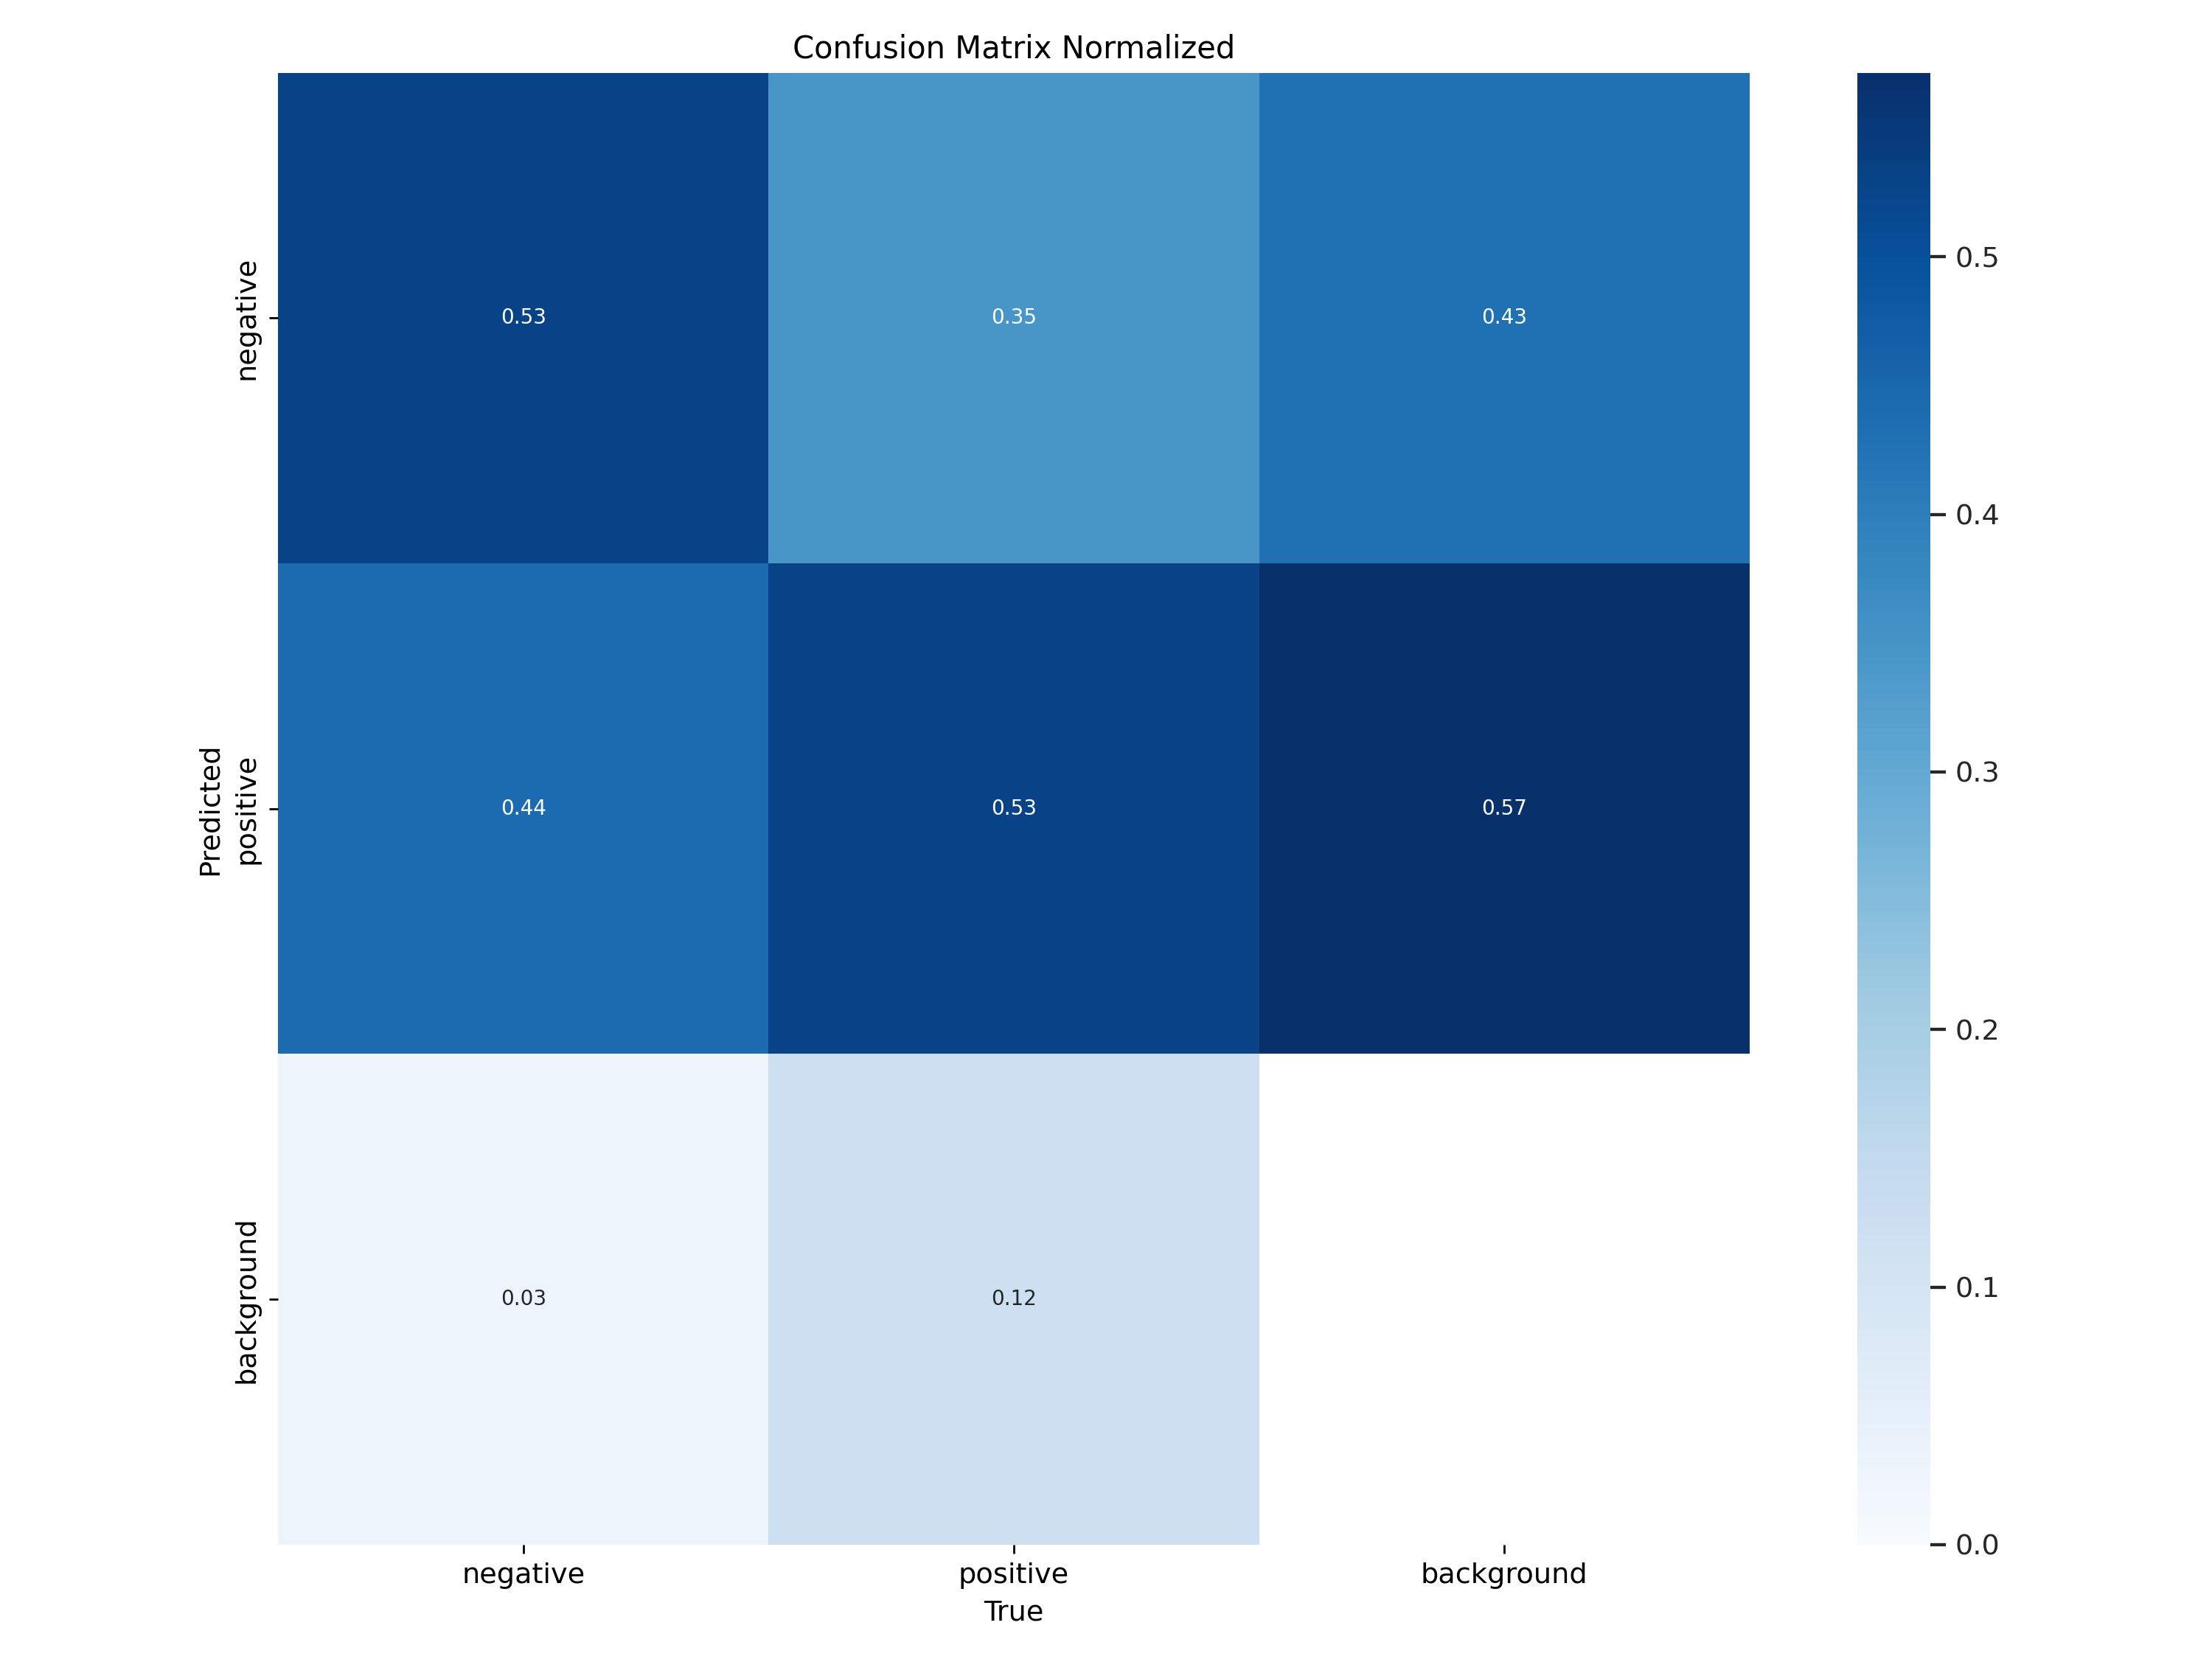 Confusion Matrix Normalized
negative
0.53
0.35
0.43
Predicted
positive
0.44
0.53
0.57
background
0.03
0.12
negative
positive
background
True
0.5
0.4
0.3
0.2
0.1
0.0